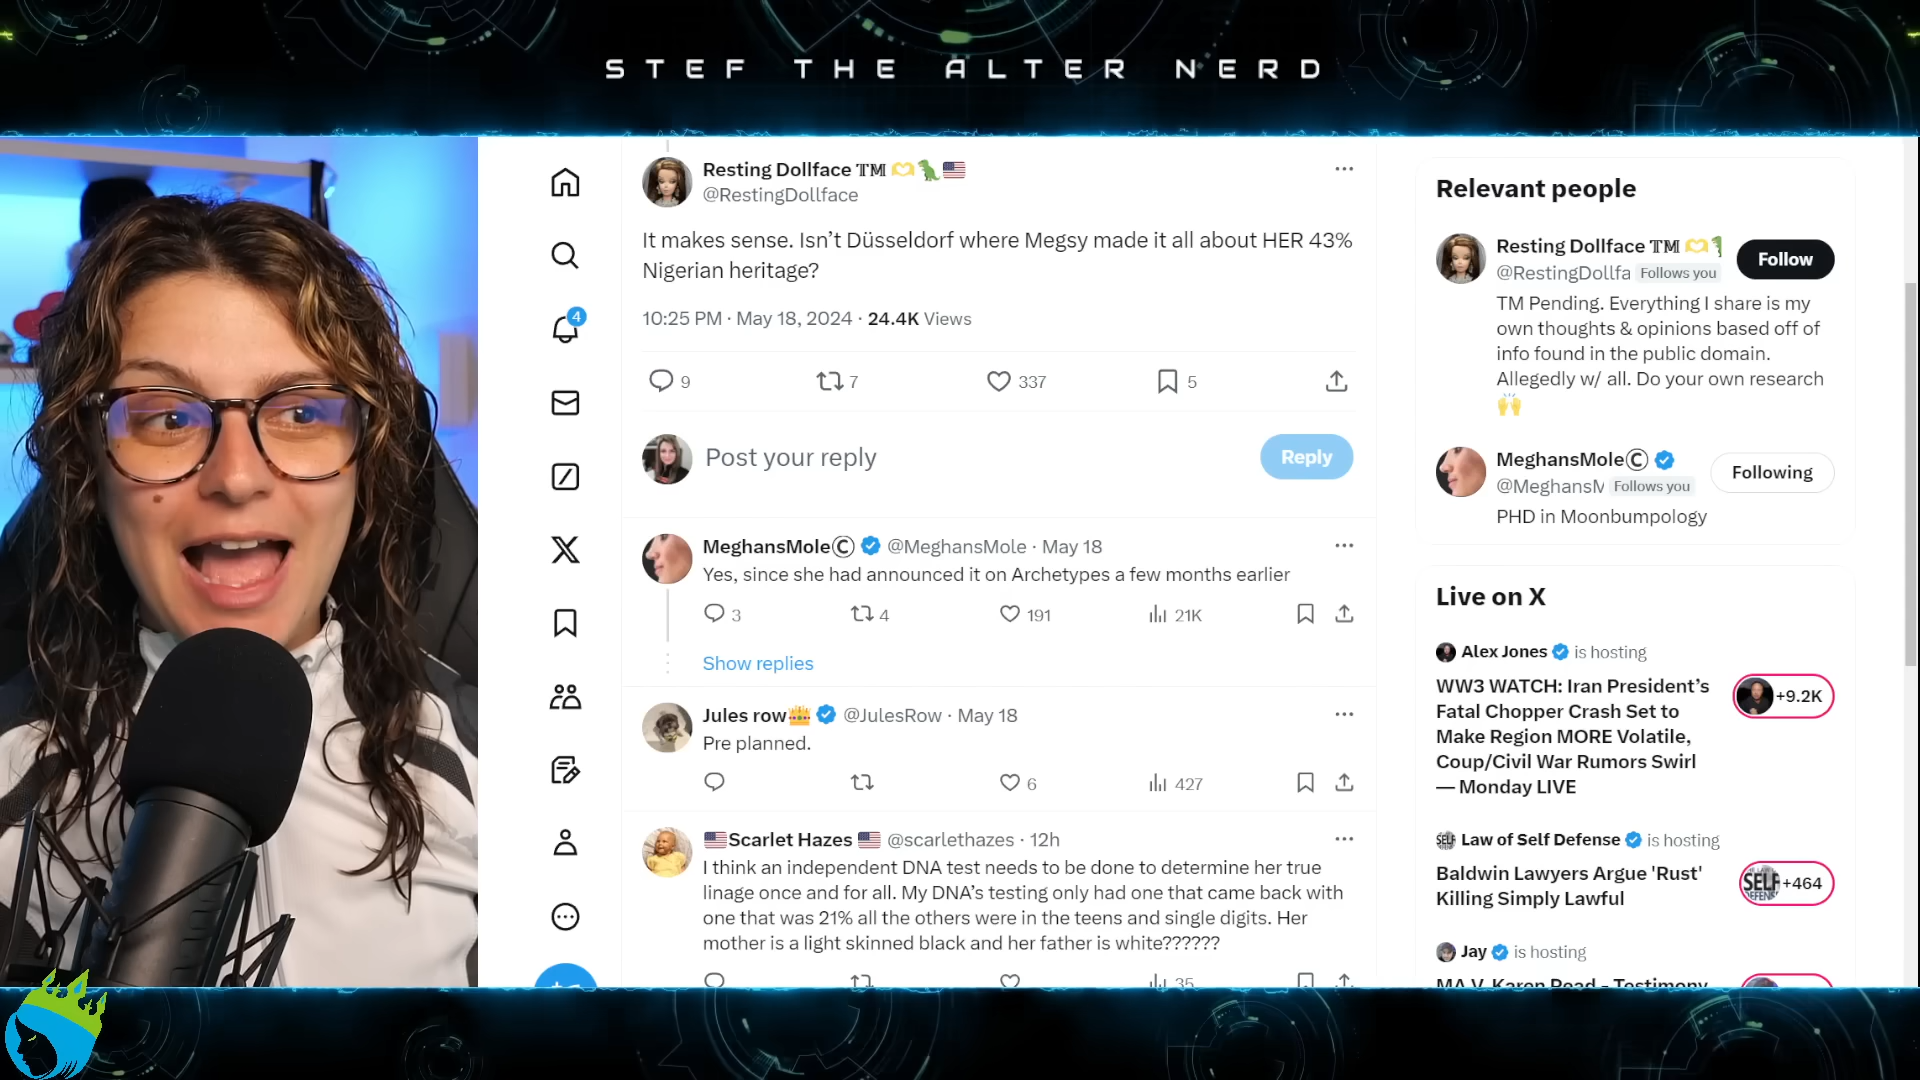 STEF THE ALTER NERD
Resting Dollface 𝕋𝕄 🫶🦖🇺🇸
@RestingDollface
It makes sense. Isn’t Düsseldorf where Megsy made it all about HER 43%
Nigerian heritage?
10:25 PM · May 18, 2024 · 24.4K Views
9 7 337 5
Post your reply
Reply
MeghansMole© @MeghansMole · May 18
Yes, since she had announced it on Archetypes a few months earlier
3 4 191 21K
Show replies
Jules row👑 @JulesRow · May 18
Pre planned.
6 427
🇺🇸Scarlet Hazes 🇺🇸 @scarlethazes · 12h
I think an independent DNA test needs to be done to determine her true
linage once and for all. My DNA’s testing only had one that came back with
one that was 21% all the others were in the teens and single digits. Her
mother is a light skinned black and her father is white??????
35
4
Relevant people
Resting Dollface 𝕋𝕄 🫶
@RestingDollfa Follows you
Follow
TM Pending. Everything I share is my
own thoughts & opinions based off of
info found in the public domain.
Allegedly w/ all. Do your own research
🙌
MeghansMole©
@MeghansM Follows you
Following
PHD in Moonbumpology
Live on X
Alex Jones is hosting
WW3 WATCH: Iran President’s
Fatal Chopper Crash Set to
Make Region MORE Volatile,
Coup/Civil War Rumors Swirl
— Monday LIVE
+9.2K
Law of Self Defense is hosting
Baldwin Lawyers Argue 'Rust'
Killing Simply Lawful
SELF +464
Jay is hosting
MA V. Karen Read - Testimony